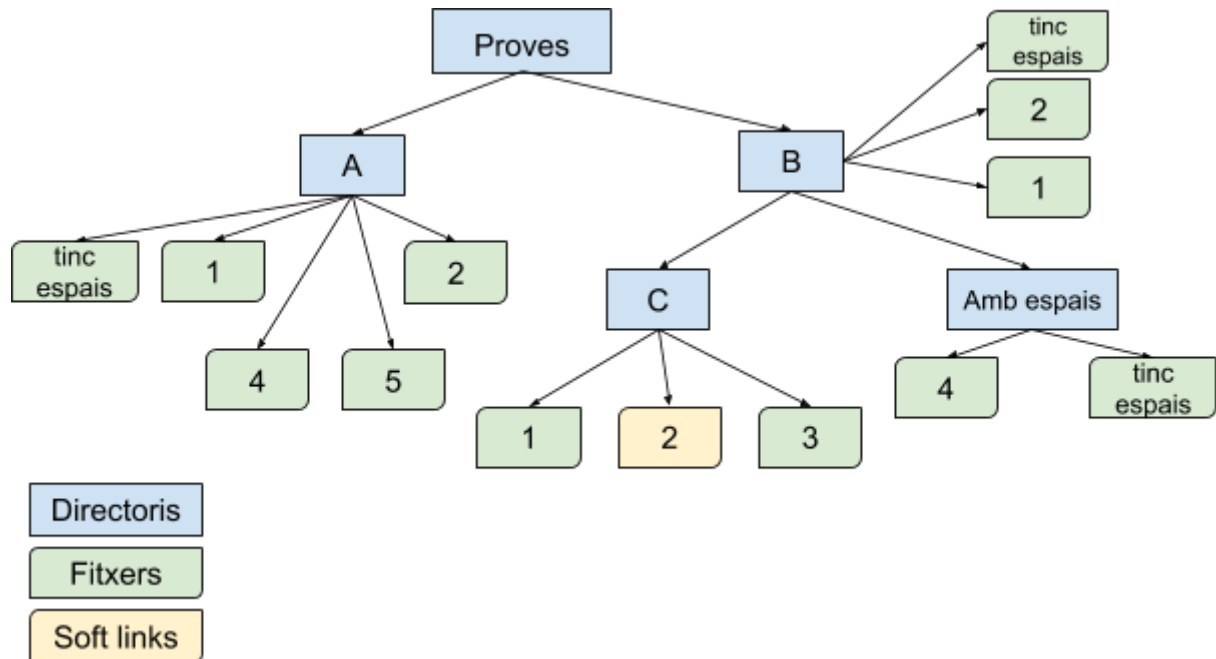 Proves
tinc
espais
2
1
A
B
tinc
espais
1
2
4
5
C
Amb espais
1
2
3
4
tinc
espais
Directoris
Fitxers
Soft links